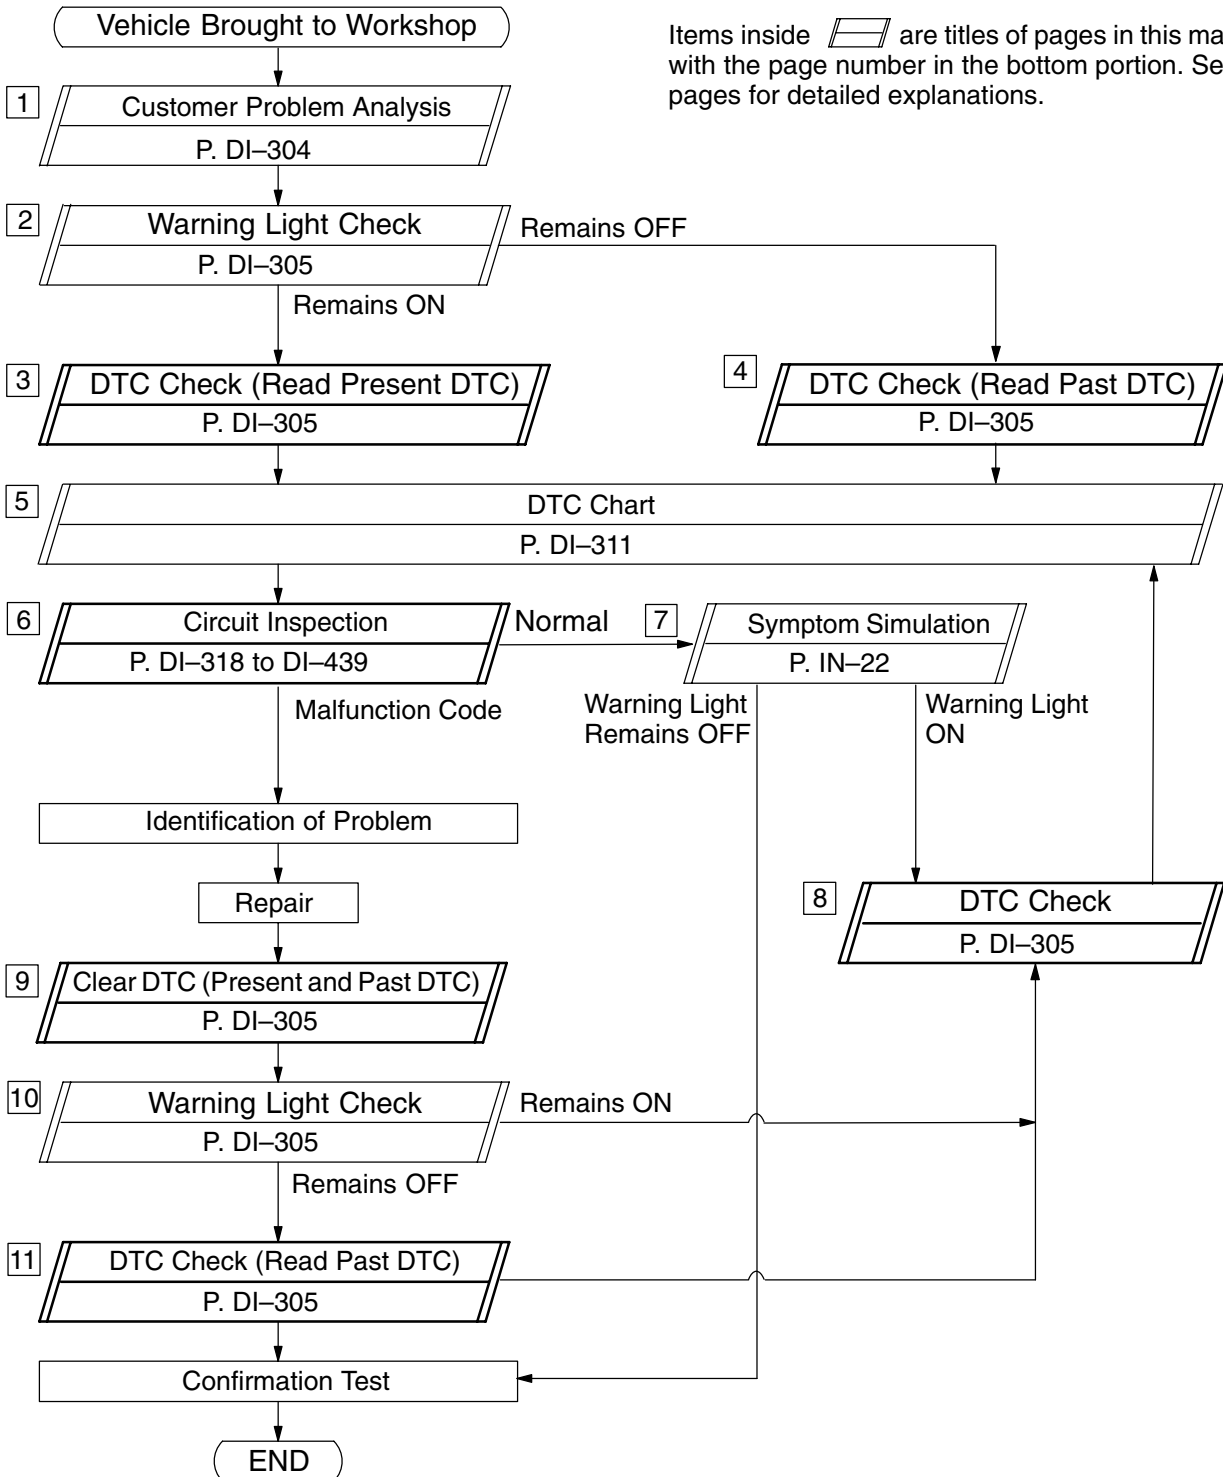 Vehicle Brought to Workshop
Items inside are titles of pages in this ma
with the page number in the bottom portion. Se
pages for detailed explanations.
1
Customer Problem Analysis
P. DI–304
2
Warning Light Check
P. DI–305
Remains OFF
Remains ON
3
DTC Check (Read Present DTC)
P. DI–305
4
DTC Check (Read Past DTC)
P. DI–305
5
DTC Chart
P. DI–311
6
Circuit Inspection
P. DI–318 to DI–439
Normal
7
Symptom Simulation
P. IN–22
Malfunction Code
Warning Light
Remains OFF
Warning Light
ON
Identification of Problem
Repair
8
DTC Check
P. DI–305
9
Clear DTC (Present and Past DTC)
P. DI–305
10
Warning Light Check
P. DI–305
Remains ON
Remains OFF
11
DTC Check (Read Past DTC)
P. DI–305
Confirmation Test
END